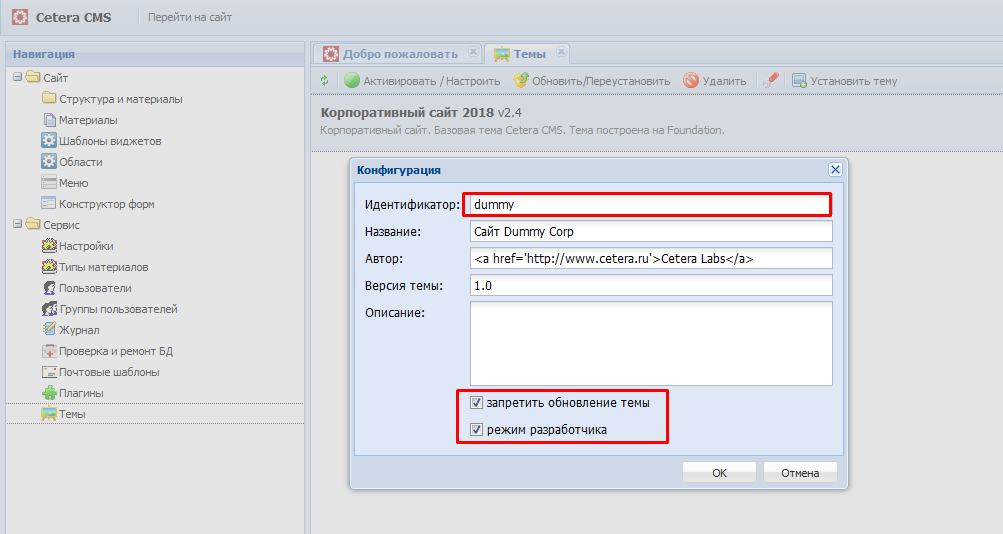 Cetera CMS Перейти на сайт
Навигация
Сайт
Структура и материалы
Материалы
Шаблоны виджетов
Области
Меню
Конструктор форм
Сервис
Настройки
Типы материалов
Пользователи
Группы пользователей
Журнал
Проверка и ремонт БД
Почтовые шаблоны
Плагины
Темы
Добро пожаловать Темы
Активировать / Настроить Обновить/Переустановить Удалить Установить тему
Корпоративный сайт 2018 v2.4
Корпоративный сайт. Базовая тема Cetera CMS. Тема построена на Foundation.
Конфигурация
Идентификатор: dummy
Название: Сайт Dummy Corp
Автор: <a href='http://www.cetera.ru'>Cetera Labs</a>
Версия темы: 1.0
Описание:
запретить обновление темы
режим разработчика
OK Отмена